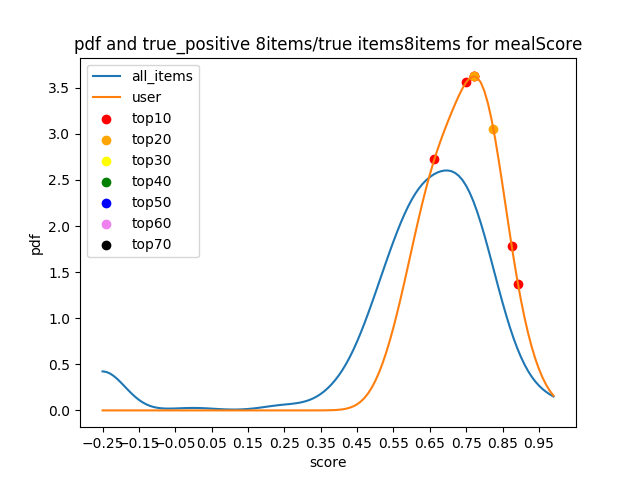 pdf and true_positive 8items/true items8items for mealScore
all_items
user
top10
top20
top30
top40
top50
top60
top70
pdf
3.5
3.0
2.5
2.0
1.5
1.0
0.5
0.0
−0.25 −0.15 −0.05 0.05 0.15 0.25 0.35 0.45 0.55 0.65 0.75 0.85 0.95
score